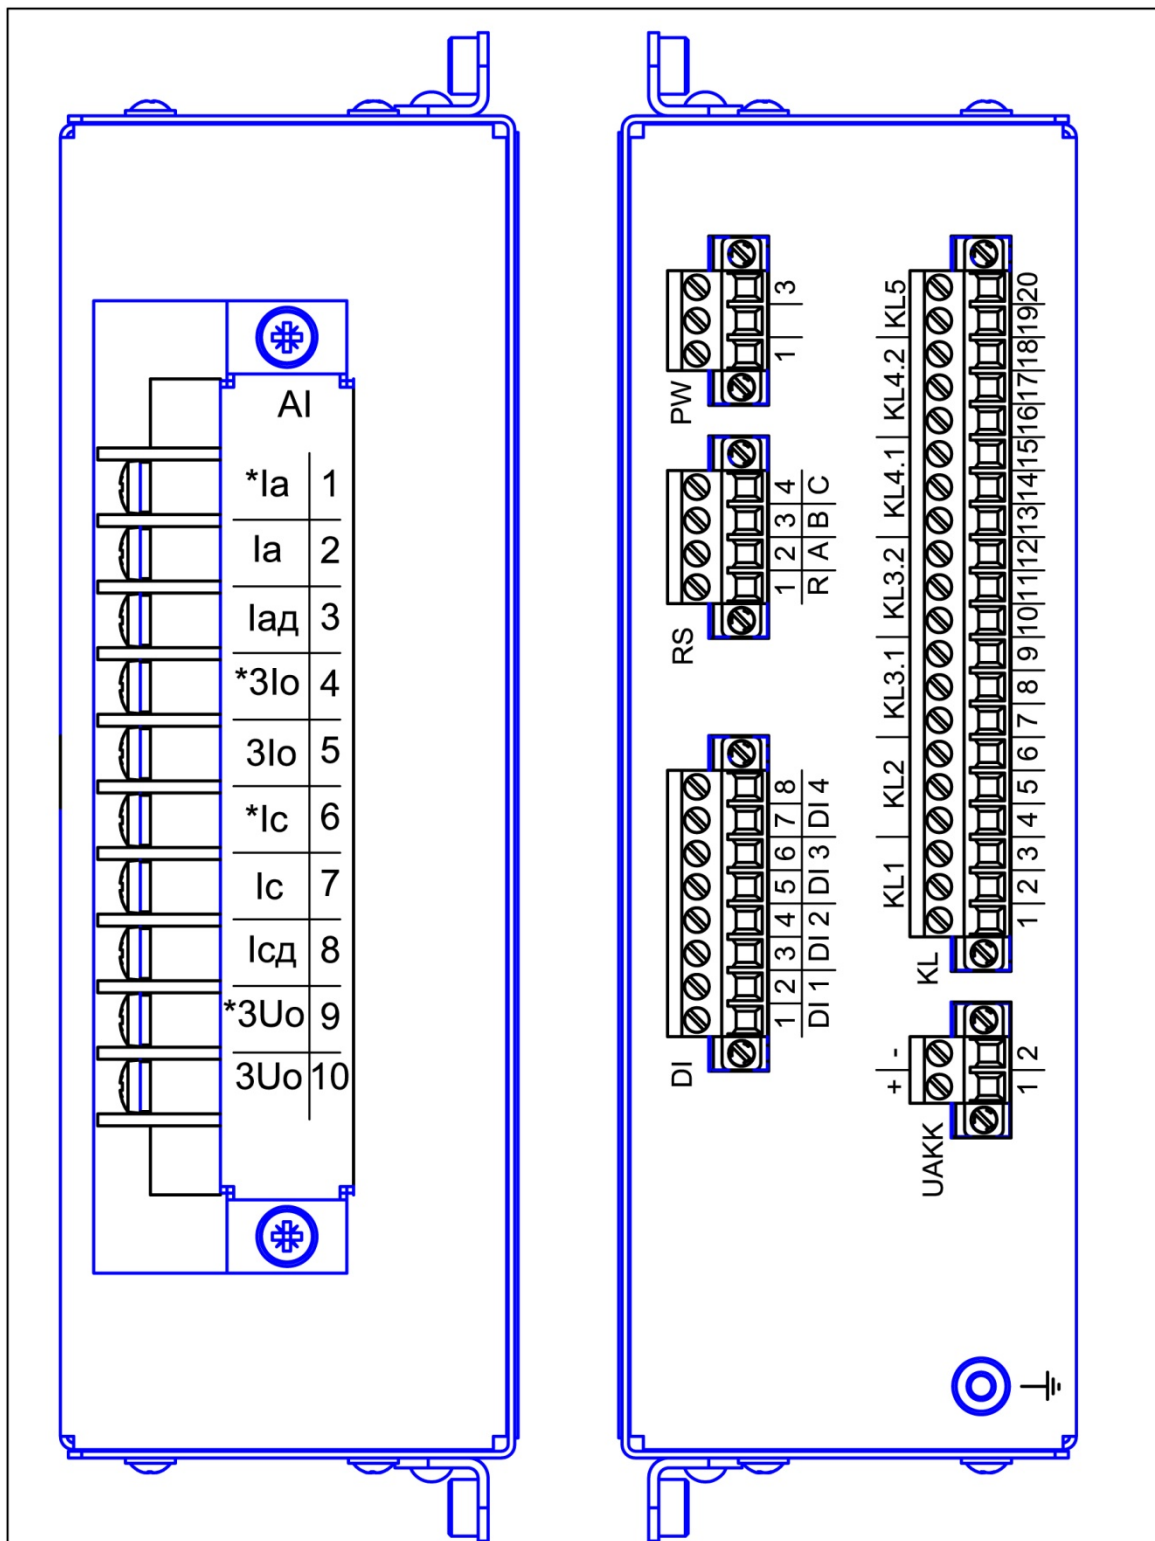 AI
*Ia 1
Ia 2
Iaд 3
*3Io 4
3Io 5
*Ic 6
Ic 7
Icд 8
*3Uo 9
3Uo 10
PW
1 3
RS
1 2 3 4
R A B C
DI
1 2 3 4 5 6 7 8
DI 1 DI 2 DI 3 DI 4
KL1 KL2 KL3.1 KL3.2 KL4.1 KL4.2 KL5
KL
1 2 3 4 5 6 7 8 9 10 11 12 13 14 15 16 17 18 19 20
+ -
UAKK
1 2